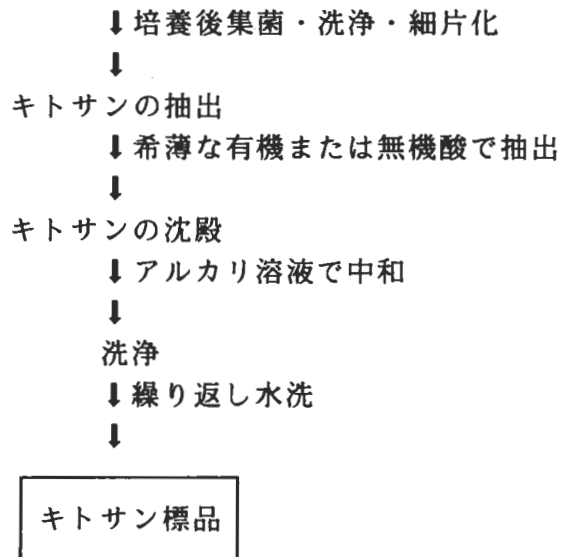 ⬇培養後集菌・洗浄・細片化
⬇
キトサンの抽出
⬇希薄な有機または無機酸で抽出
⬇
キトサンの沈殿
⬇アルカリ溶液で中和
⬇
洗浄
⬇繰り返し水洗
⬇
キトサン標品